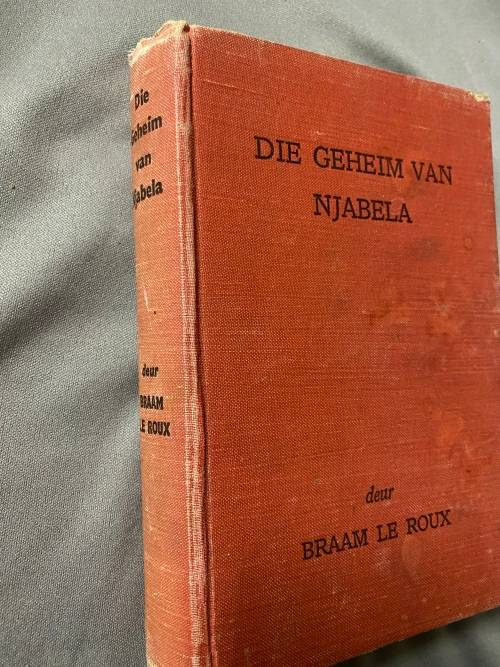 Die
Geheim
van
Njabela
deur
BRAAM
LE ROUX
DIE GEHEIM VAN
NJABELA
deur
BRAAM LE ROUX